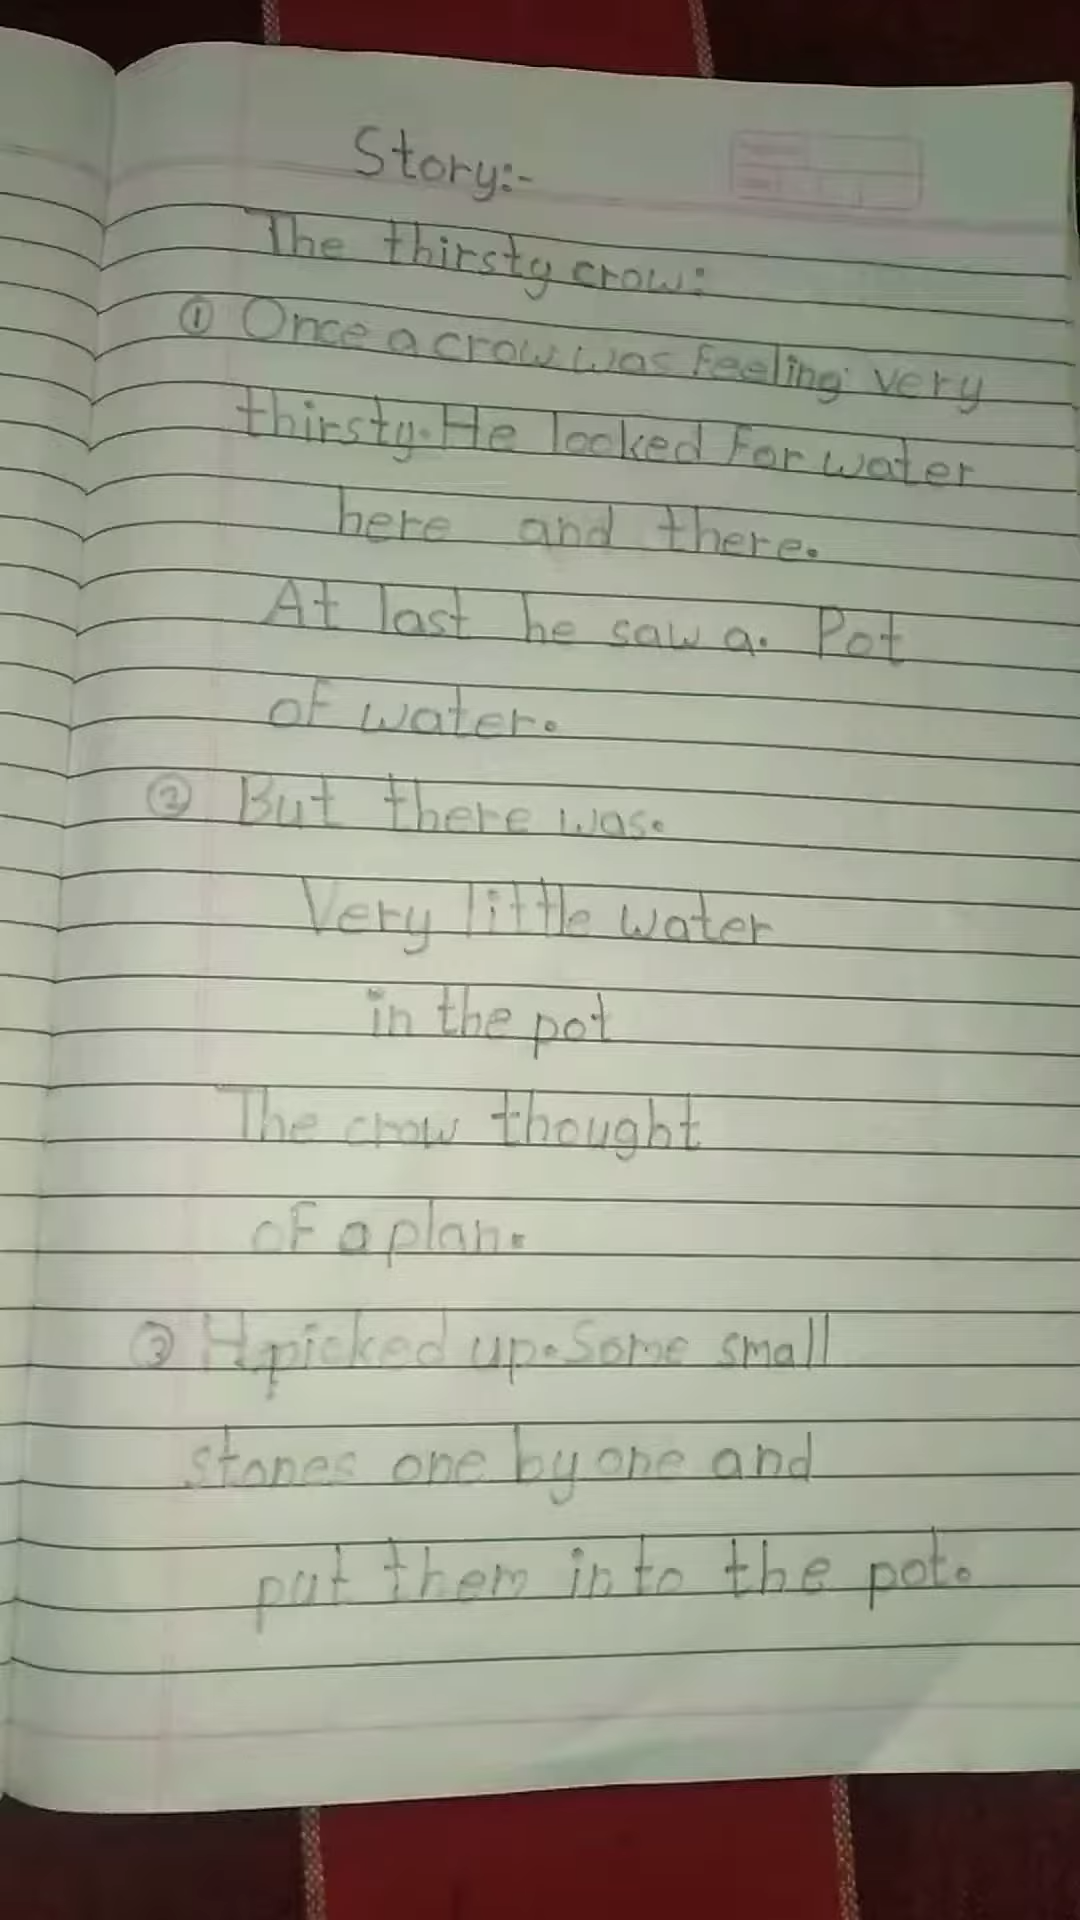 Story:-
The thirsty crow:
① Once a crow was feeling very
thirsty. He looked For water
here and there.
At last he saw a. Pot
of water.
② But there was.
Very little water
in the pot
The crow thought
of a plan.
③ H picked up. Some small
stones one by one and
put them into the pot.